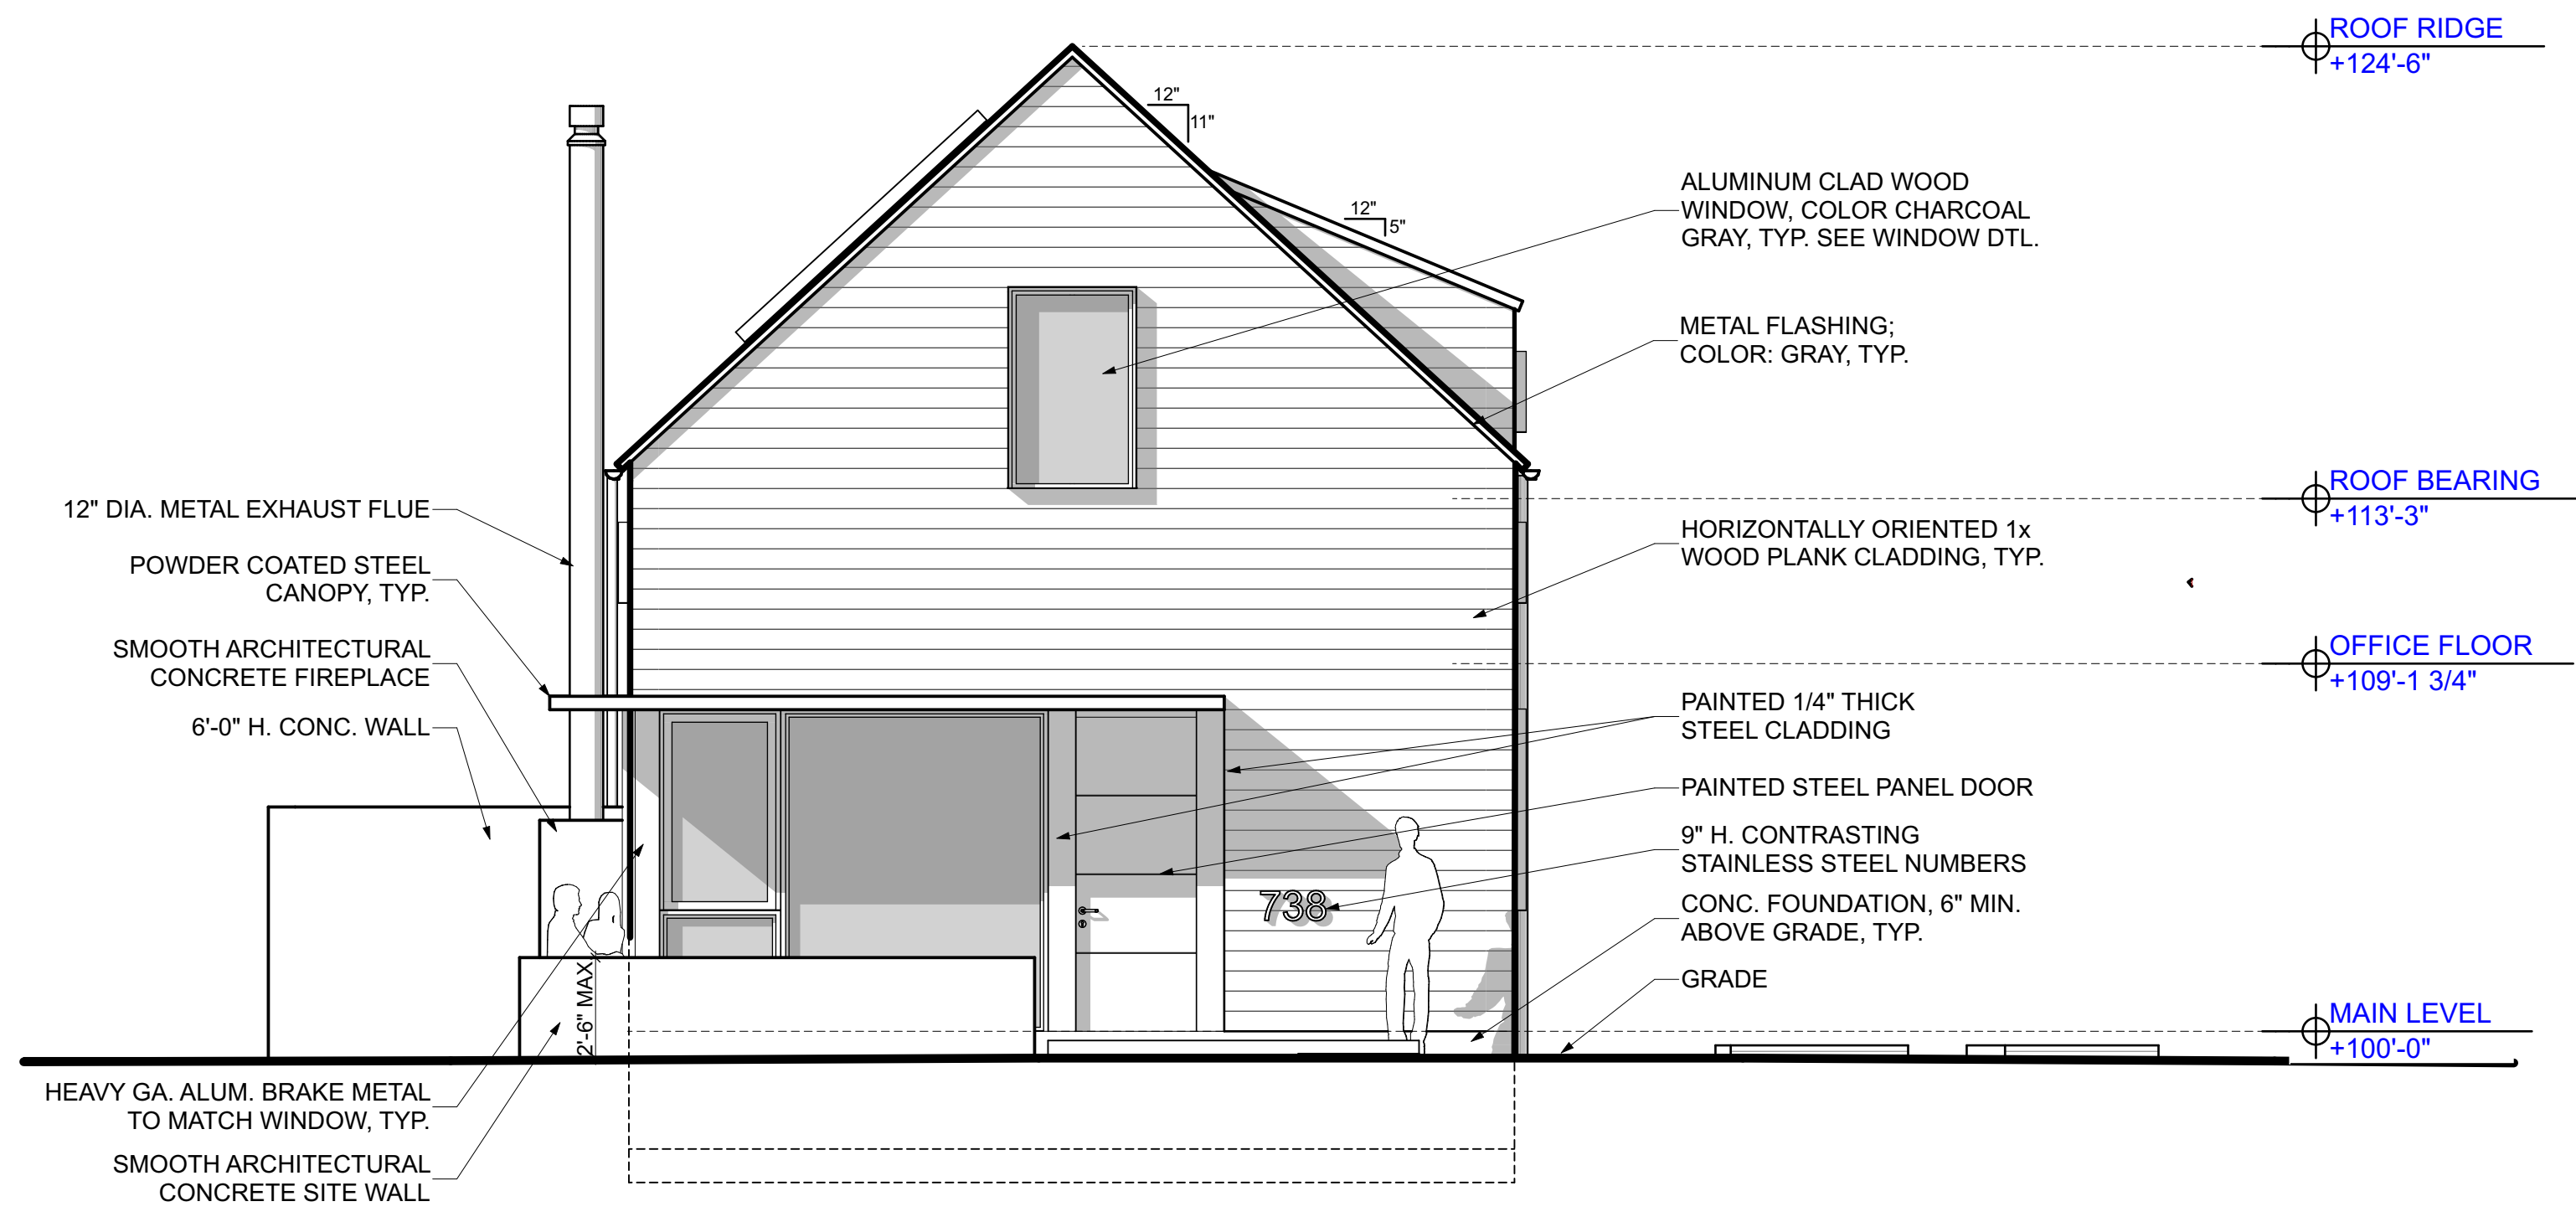 ROOF RIDGE
+124'-6"
12"
11"
ALUMINUM CLAD WOOD
WINDOW, COLOR CHARCOAL
GRAY, TYP. SEE WINDOW DTL.
12"
5"
METAL FLASHING;
COLOR: GRAY, TYP.
ROOF BEARING
+113'-3"
12" DIA. METAL EXHAUST FLUE
HORIZONTALLY ORIENTED 1x
WOOD PLANK CLADDING, TYP.
POWDER COATED STEEL
CANOPY, TYP.
OFFICE FLOOR
+109'-1 3/4"
SMOOTH ARCHITECTURAL
CONCRETE FIREPLACE
PAINTED 1/4" THICK
STEEL CLADDING
6'-0" H. CONC. WALL
PAINTED STEEL PANEL DOOR
9" H. CONTRASTING
STAINLESS STEEL NUMBERS
738
CONC. FOUNDATION, 6" MIN.
ABOVE GRADE, TYP.
GRADE
2'-6" MAX
MAIN LEVEL
+100'-0"
HEAVY GA. ALUM. BRAKE METAL
TO MATCH WINDOW, TYP.
SMOOTH ARCHITECTURAL
CONCRETE SITE WALL